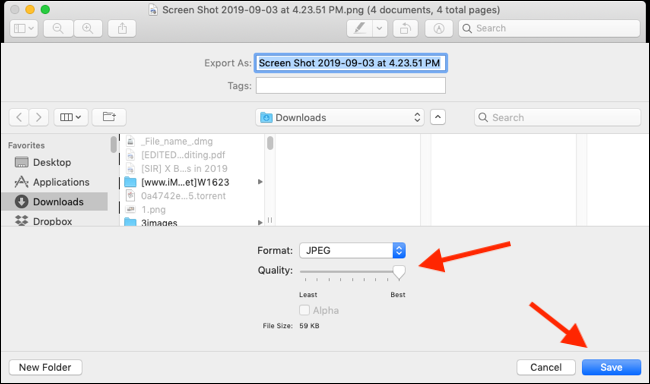 Screen Shot 2019-09-03 at 4.23.51 PM.png (4 documents, 4 total pages)
Search
Export As: Screen Shot 2019-09-03 at 4.23.51 PM
Tags:
Downloads
Search
Favorites
Desktop
Applications
Downloads
Dropbox
_File_name_.dmg
[EDITED...diting.pdf
[SIR] X B...s in 2019
[www.iM...et]W1623
0a4742e...5.torrent
1.png
3images
Format: JPEG
Quality:
Least Best
Alpha
File Size: 59 KB
New Folder Cancel Save